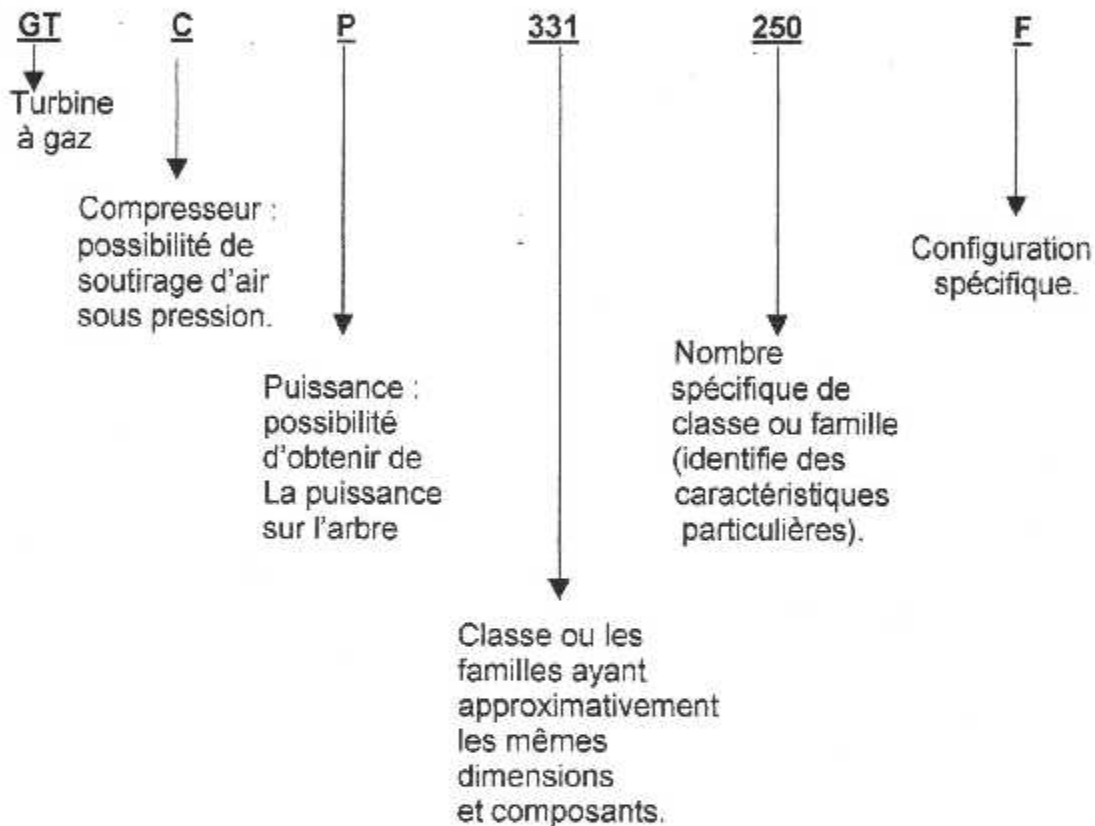 GT C P 331 250 F
Turbine
à gaz
Compresseur :
possibilité de
soutirage d'air
sous pression.
Puissance :
possibilité
d'obtenir de
La puissance
sur l'arbre
Classe ou les
familles ayant
approximativement
les mêmes
dimensions
et composants.
Nombre
spécifique de
classe ou famille
(identifie des
caractéristiques
particulières).
Configuration
spécifique.